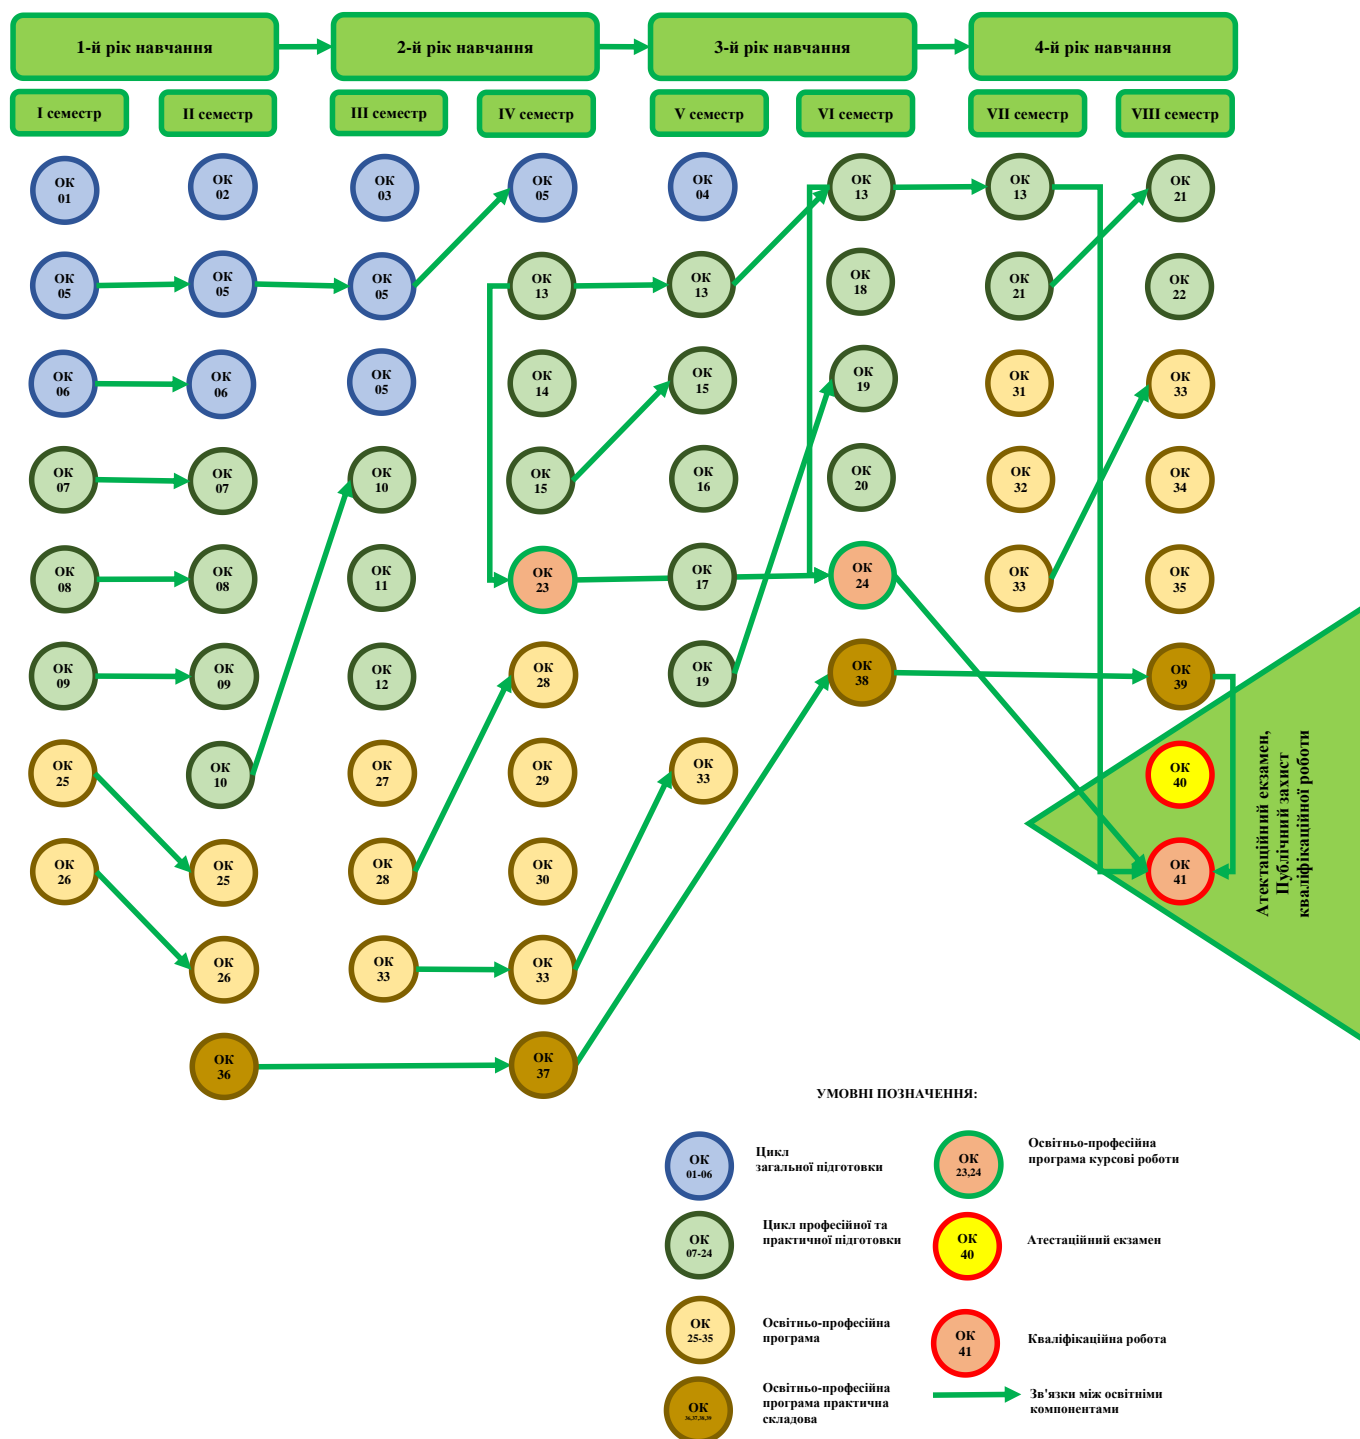 1-й рік навчання
2-й рік навчання
3-й рік навчання
4-й рік навчання
I семестр
II семестр
III семестр
IV семестр
V семестр
VI семестр
VII семестр
VIII семестр
ОК
01
ОК
02
ОК
03
ОК
05
ОК
04
ОК
13
ОК
13
ОК
21
ОК
05
ОК
05
ОК
05
ОК
13
ОК
13
ОК
18
ОК
21
ОК
22
ОК
06
ОК
06
ОК
05
ОК
14
ОК
15
ОК
19
ОК
31
ОК
33
ОК
07
ОК
07
ОК
10
ОК
15
ОК
16
ОК
20
ОК
32
ОК
34
ОК
08
ОК
08
ОК
11
ОК
23
ОК
17
ОК
24
ОК
33
ОК
35
ОК
09
ОК
09
ОК
12
ОК
28
ОК
19
ОК
38
ОК
39
ОК
25
ОК
10
ОК
27
ОК
29
ОК
33
ОК
40
ОК
26
ОК
25
ОК
28
ОК
30
ОК
41
Атектаційний екзамен,
Публічний захист
кваліфікаційної роботи
ОК
26
ОК
33
ОК
33
ОК
36
ОК
37
УМОВНІ ПОЗНАЧЕННЯ:
ОК
01-06
Цикл
загальної підготовки
ОК
23,24
Освітньо-професійна
програма курсові роботи
ОК
07-24
Цикл професійної та
практичної підготовки
ОК
40
Атестаційний екзамен
ОК
25-35
Освітньо-професійна
програма
ОК
41
Кваліфікаційна робота
ОК
36,37,38,39
Освітньо-професійна
програма практична
складова
Зв'язки між освітніми
компонентами